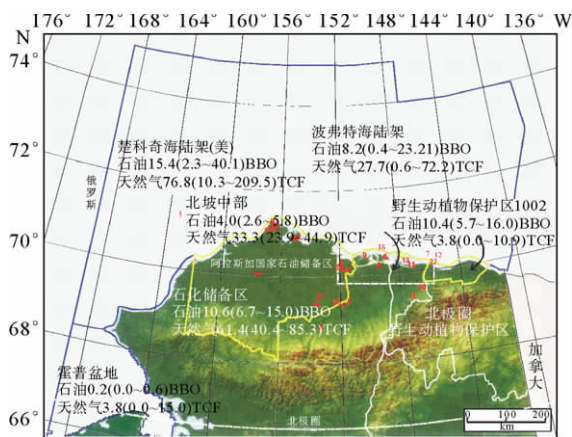 176° 168° 165° 160° 156° 152° 148° 144° 140° 136° W
N
74°
72°
70°
68°
66°
楚科奇海陆架(美)
石油15.4(2.3~40.1)BBO
天然气76.8(10.3~209.5)TCF
波弗特海陆架
石油8.2(0.4~23.21)BBO
天然气27.7(0.6~72.2)TCF
北坡中部
石油4.0(2.6~5.8)BBO
天然气33.3(23.9~44.9)TCF
野生动植物保护区1002
石油10.4(5.7~16.0)BBO
天然气3.8(0.0~10.9)TCF
俄罗斯
1
阿拉斯加国家石油储备区
16
7 12
石化储备区
石油10.6(6.7~15.0)BBO
天然气61.4(40.4~85.3)TCF
北极圈
野生动植物保护区
加拿大
霍普盆地
石油0.2(0.0~0.6)BBO
天然气3.8(0.0~15.0)TCF
北极圈
0 100 200
km